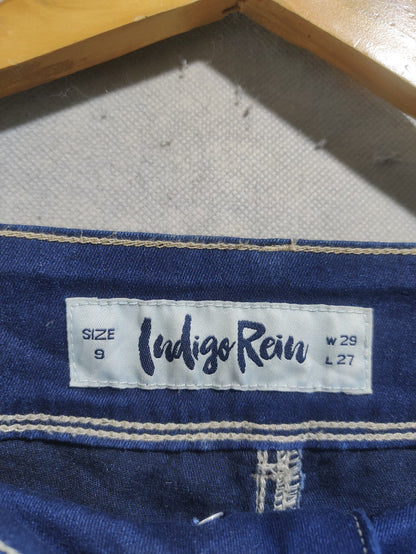 SIZE
9
Indigo Rein
W 29
L 27